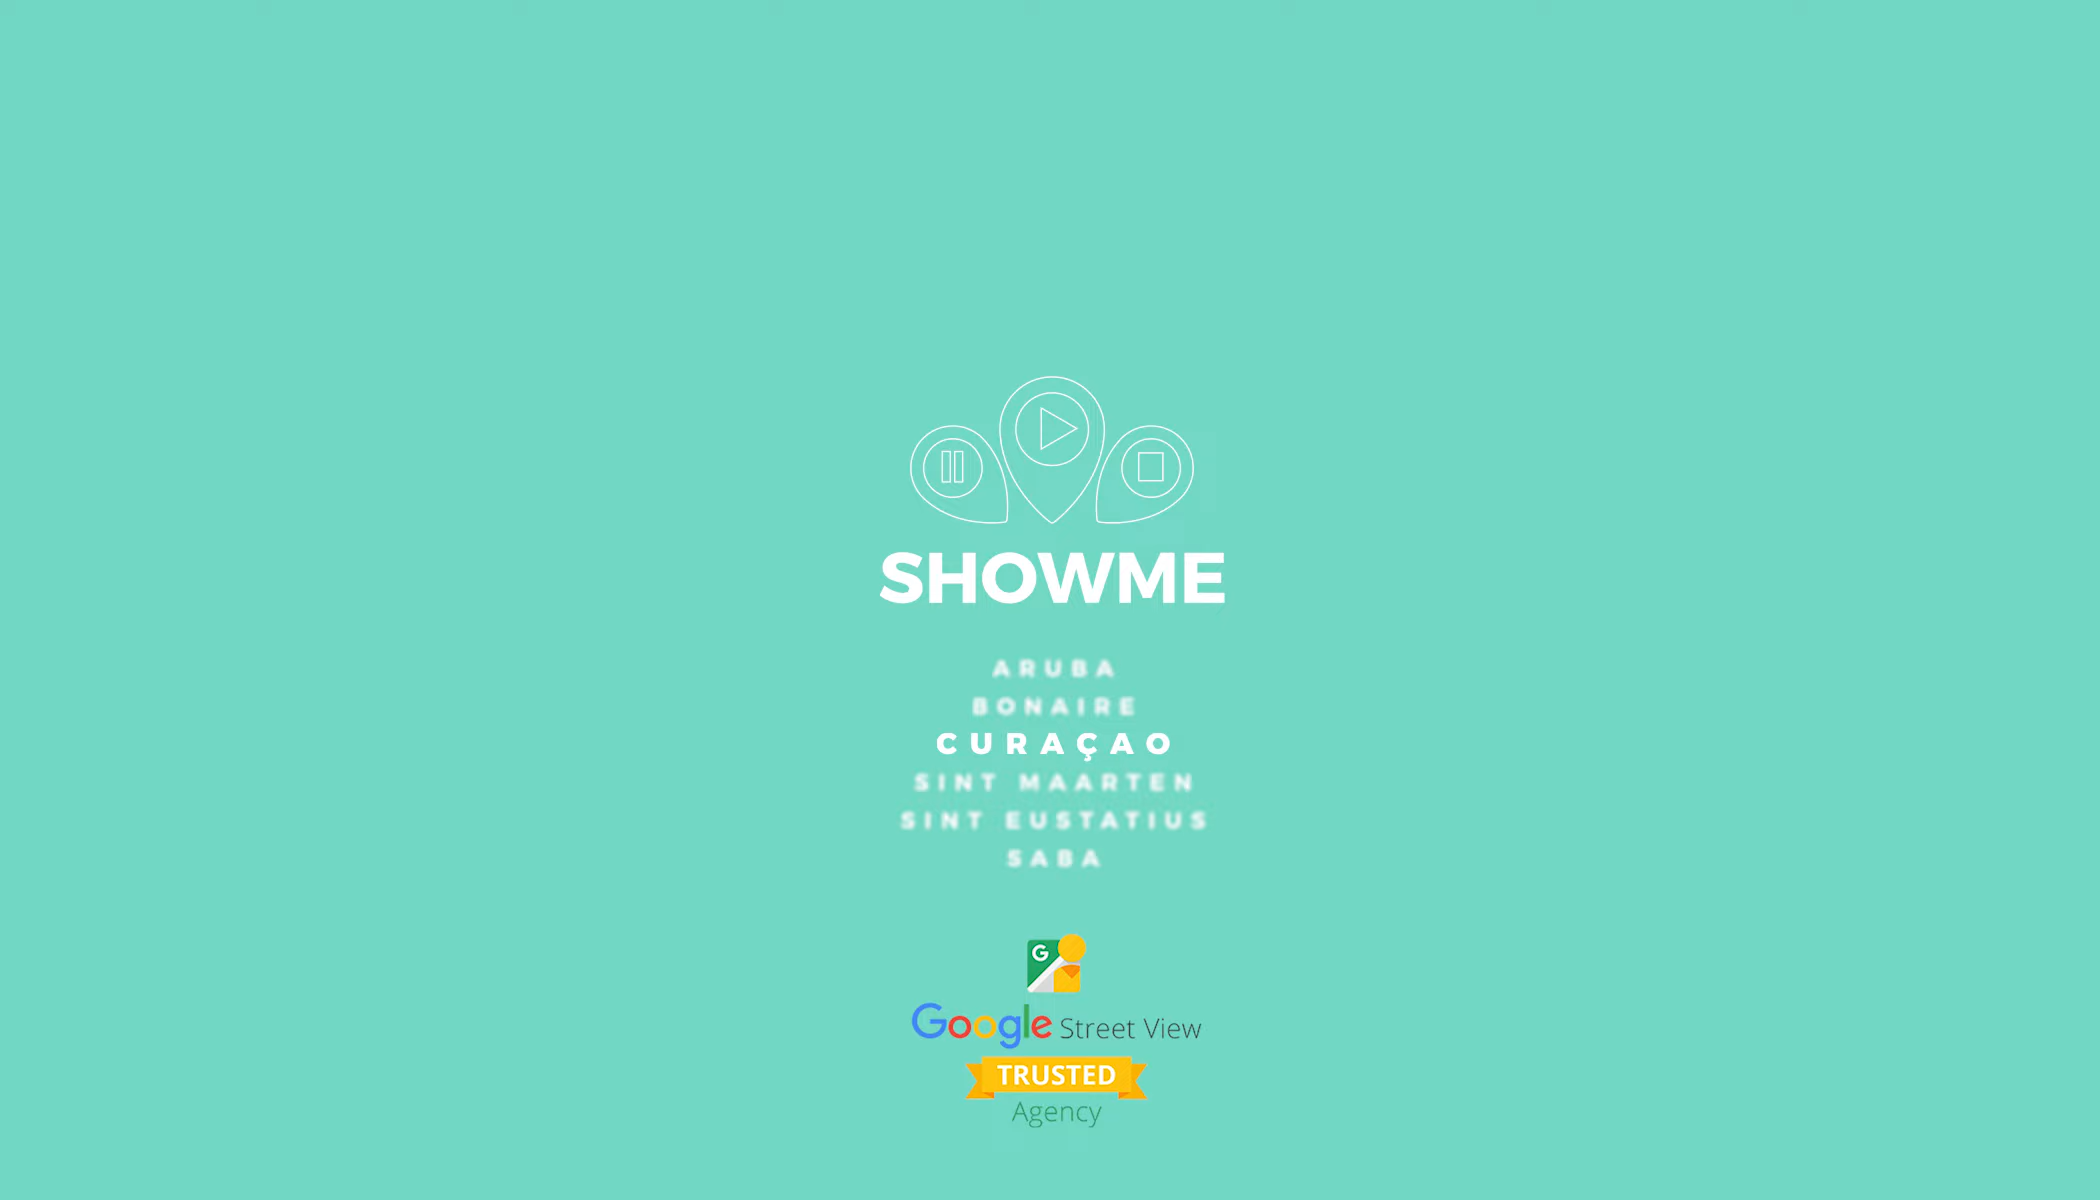 SHOWME
ARUBA
BONAIRE
CURAÇAO
SINT MAARTEN
SINT EUSTATIUS
SABA
G
Google Street View
TRUSTED
Agency